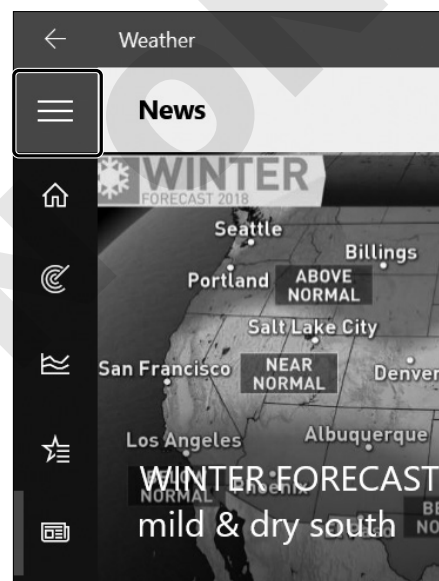 Weather
News
WINTER
FORECAST 2018
Seattle
Billings
Portland
ABOVE
NORMAL
Salt Lake City
San Francisco
NEAR
NORMAL
Denver
Los Angeles
Albuquerque
NORMAL
Phoenix
WINTER FORECAST
mild & dry south